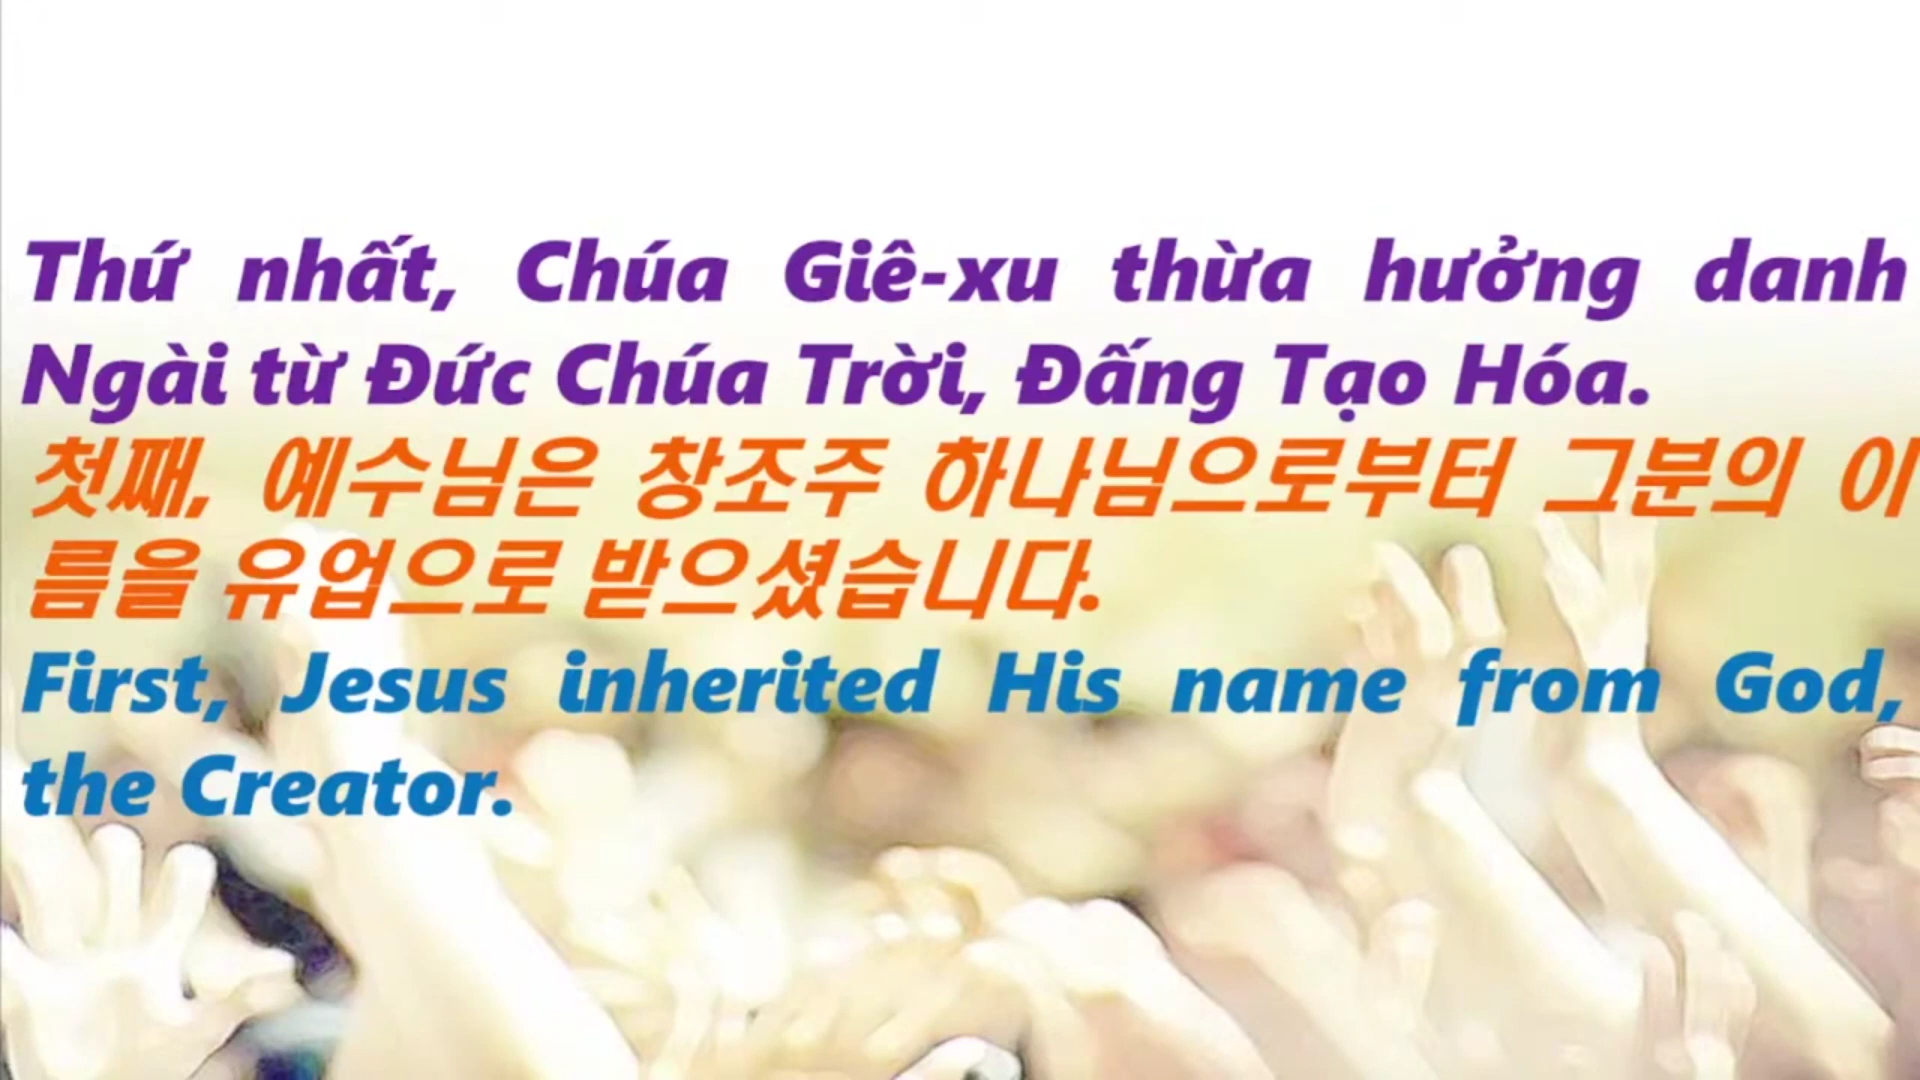 Thứ nhất, Chúa Giê-xu thừa hưởng danh
Ngài từ Đức Chúa Trời, Đấng Tạo Hóa.
첫째, 예수님은 창조주 하나님으로부터 그분의 이
름을 유업으로 받으셨습니다.
First, Jesus inherited His name from God,
the Creator.